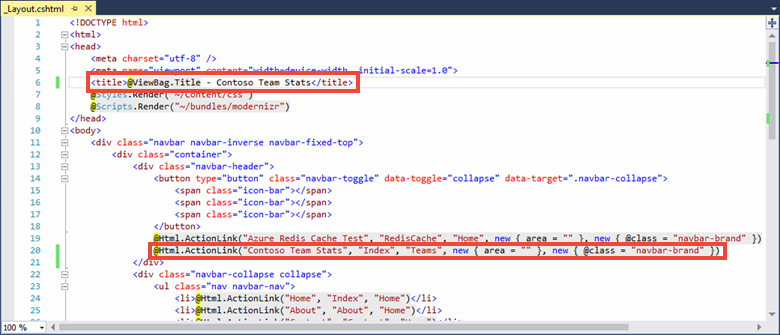 _Layout.cshtml
1 <!DOCTYPE html>
2 <html>
3 <head>
4 <meta charset="utf-8" />
5 <meta name="viewport" content="width=device-width, initial-scale=1.0">
6 <title>@ViewBag.Title - Contoso Team Stats</title>
7 @Styles.Render("~/Content/css")
8 @Scripts.Render("~/bundles/modernizr")
9 </head>
10 <body>
11 <div class="navbar navbar-inverse navbar-fixed-top">
12 <div class="container">
13 <div class="navbar-header">
14 <button type="button" class="navbar-toggle" data-toggle="collapse" data-target=".navbar-collapse">
15 <span class="icon-bar"></span>
16 <span class="icon-bar"></span>
17 <span class="icon-bar"></span>
18 </button>
19 @Html.ActionLink("Azure Redis Cache Test", "RedisCache", "Home", new { area = "" }, new { @class = "navbar-brand" })
20 @Html.ActionLink("Contoso Team Stats", "Index", "Teams", new { area = "" }, new { @class = "navbar-brand" })
21 </div>
22 <div class="navbar-collapse collapse">
23 <ul class="nav navbar-nav">
24 <li>@Html.ActionLink("Home", "Index", "Home")</li>
25 <li>@Html.ActionLink("About", "About", "Home")</li>
26 <li>@Html.ActionLink("Contact", "Contact", "Home")</li>
100 %